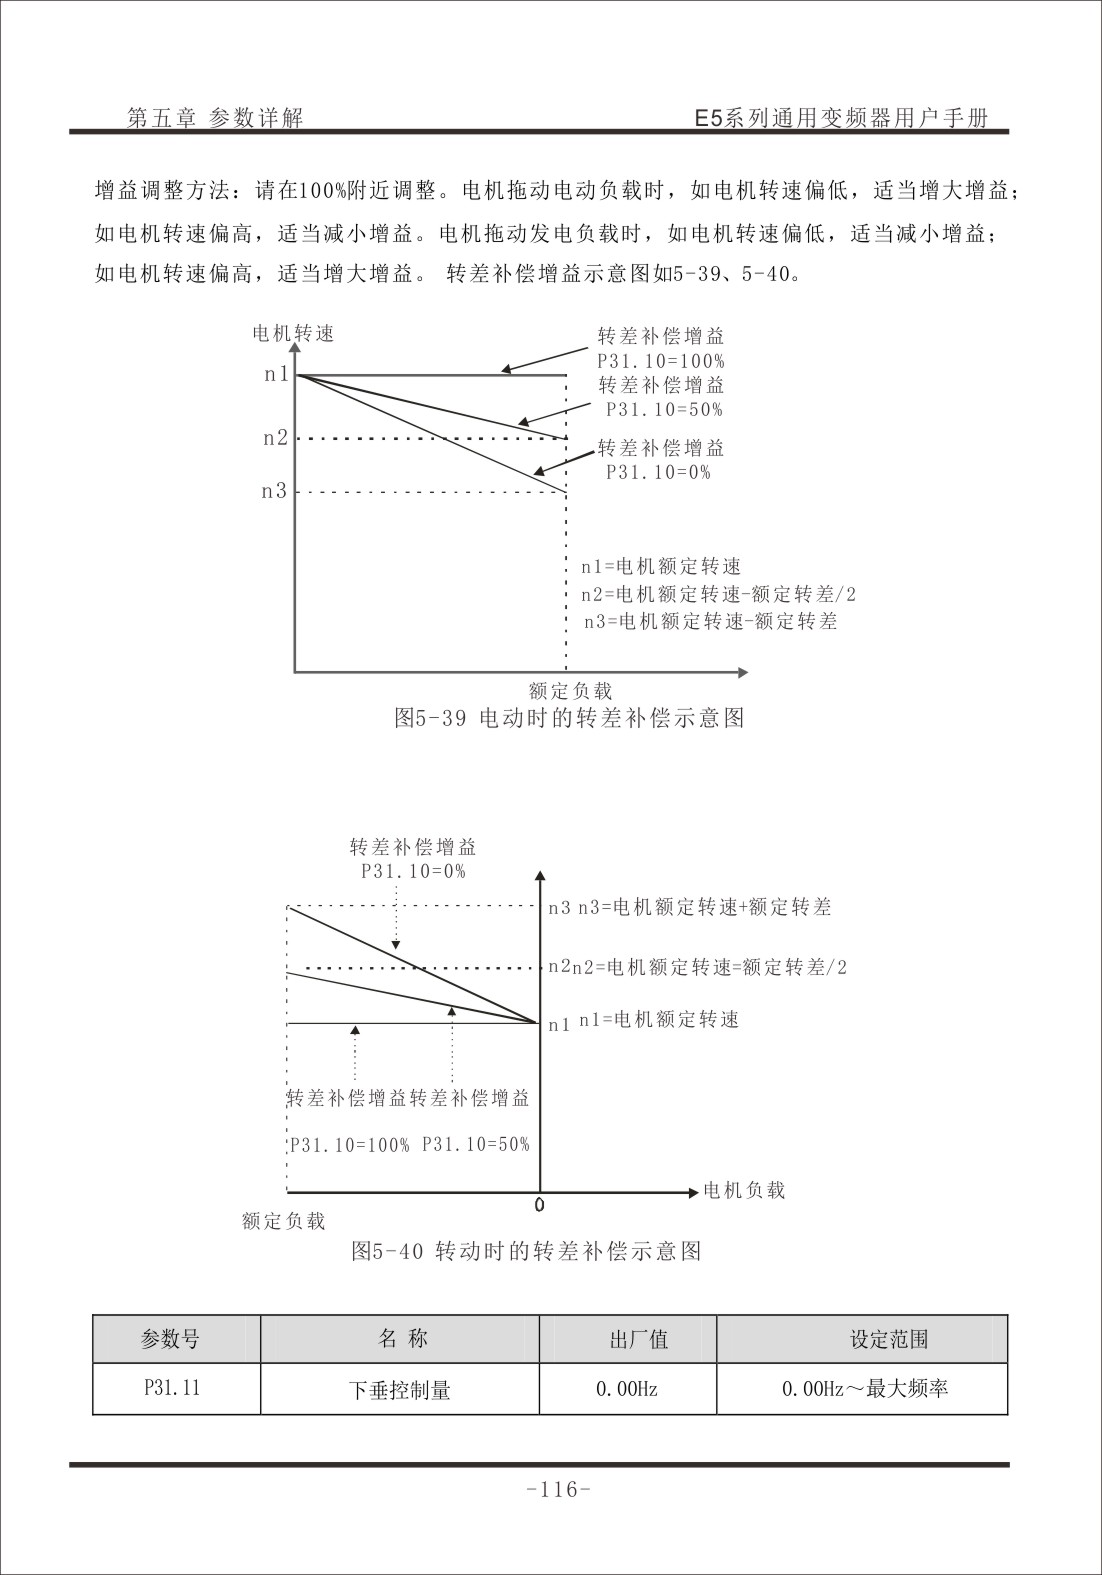 第五章 参数详解 E5系列通用变频器用户手册
增益调整方法：请在100%附近调整。电机拖动电动负载时，如电机转速偏低，适当增大增益；
如电机转速偏高，适当减小增益。电机拖动发电负载时，如电机转速偏低，适当减小增益；
如电机转速偏高，适当增大增益。 转差补偿增益示意图如5-39、5-40。
电机转速
转差补偿增益
P31.10=100%
n1
转差补偿增益
P31.10=50%
n2
转差补偿增益
P31.10=0%
n3
n1=电机额定转速
n2=电机额定转速-额定转差/2
n3=电机额定转速-额定转差
额定负载
图5-39 电动时的转差补偿示意图
转差补偿增益
P31.10=0%
n3 n3=电机额定转速+额定转差
n2n2=电机额定转速=额定转差/2
n1 n1=电机额定转速
转差补偿增益转差补偿增益
P31.10=100% P31.10=50%
电机负载
0
额定负载
图5-40 转动时的转差补偿示意图
参数号 名 称 出厂值 设定范围
P31.11 下垂控制量 0.00Hz 0.00Hz～最大频率
-116-